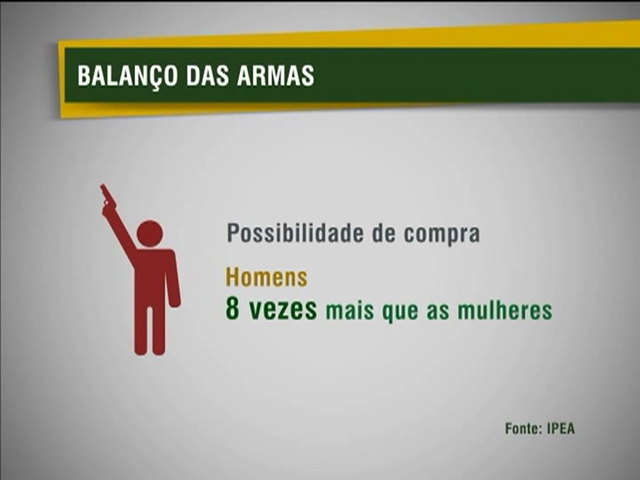 BALANÇO DAS ARMAS
Possibilidade de compra
Homens
8 vezes mais que as mulheres
Fonte: IPEA